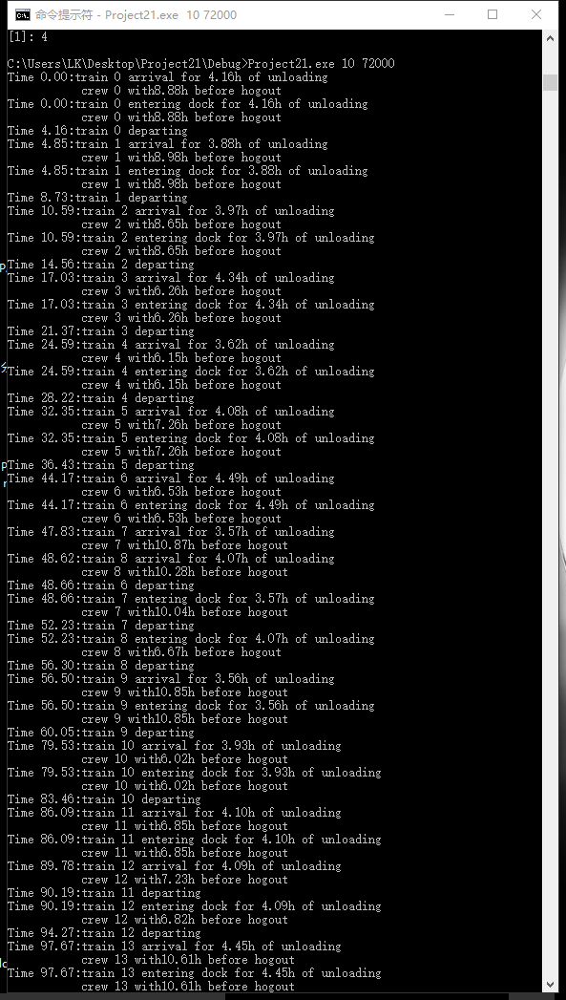 命令提示符 - Project21.exe  10 72000
[1]: 4
C:\Users\LK\Desktop\Project21\Debug>Project21.exe 10 72000
Time 0.00:train 0 arrival for 4.16h of unloading
crew 0 with8.88h before hogout
Time 0.00:train 0 entering dock for 4.16h of unloading
crew 0 with8.88h before hogout
Time 4.16:train 0 departing
Time 4.85:train 1 arrival for 3.88h of unloading
crew 1 with8.98h before hogout
Time 4.85:train 1 entering dock for 3.88h of unloading
crew 1 with8.98h before hogout
Time 8.73:train 1 departing
Time 10.59:train 2 arrival for 3.97h of unloading
crew 2 with8.65h before hogout
Time 10.59:train 2 entering dock for 3.97h of unloading
crew 2 with8.65h before hogout
Time 14.56:train 2 departing
Time 17.03:train 3 arrival for 4.34h of unloading
crew 3 with6.26h before hogout
Time 17.03:train 3 entering dock for 4.34h of unloading
crew 3 with6.26h before hogout
Time 21.37:train 3 departing
Time 24.59:train 4 arrival for 3.62h of unloading
crew 4 with6.15h before hogout
Time 24.59:train 4 entering dock for 3.62h of unloading
crew 4 with6.15h before hogout
Time 28.22:train 4 departing
Time 32.35:train 5 arrival for 4.08h of unloading
crew 5 with7.26h before hogout
Time 32.35:train 5 entering dock for 4.08h of unloading
crew 5 with7.26h before hogout
Time 36.43:train 5 departing
Time 44.17:train 6 arrival for 4.49h of unloading
crew 6 with6.53h before hogout
Time 44.17:train 6 entering dock for 4.49h of unloading
crew 6 with6.53h before hogout
Time 47.83:train 7 arrival for 3.57h of unloading
crew 7 with10.87h before hogout
Time 48.62:train 8 arrival for 4.07h of unloading
crew 8 with10.28h before hogout
Time 48.66:train 6 departing
Time 48.66:train 7 entering dock for 3.57h of unloading
crew 7 with10.04h before hogout
Time 52.23:train 7 departing
Time 52.23:train 8 entering dock for 4.07h of unloading
crew 8 with6.67h before hogout
Time 56.30:train 8 departing
Time 56.50:train 9 arrival for 3.56h of unloading
crew 9 with10.85h before hogout
Time 56.50:train 9 entering dock for 3.56h of unloading
crew 9 with10.85h before hogout
Time 60.05:train 9 departing
Time 79.53:train 10 arrival for 3.93h of unloading
crew 10 with6.02h before hogout
Time 79.53:train 10 entering dock for 3.93h of unloading
crew 10 with6.02h before hogout
Time 83.46:train 10 departing
Time 86.09:train 11 arrival for 4.10h of unloading
crew 11 with6.85h before hogout
Time 86.09:train 11 entering dock for 4.10h of unloading
crew 11 with6.85h before hogout
Time 89.78:train 12 arrival for 4.09h of unloading
crew 12 with7.23h before hogout
Time 90.19:train 11 departing
Time 90.19:train 12 entering dock for 4.09h of unloading
crew 12 with6.82h before hogout
Time 94.27:train 12 departing
Time 97.67:train 13 arrival for 4.45h of unloading
crew 13 with10.61h before hogout
Time 97.67:train 13 entering dock for 4.45h of unloading
crew 13 with10.61h before hogout